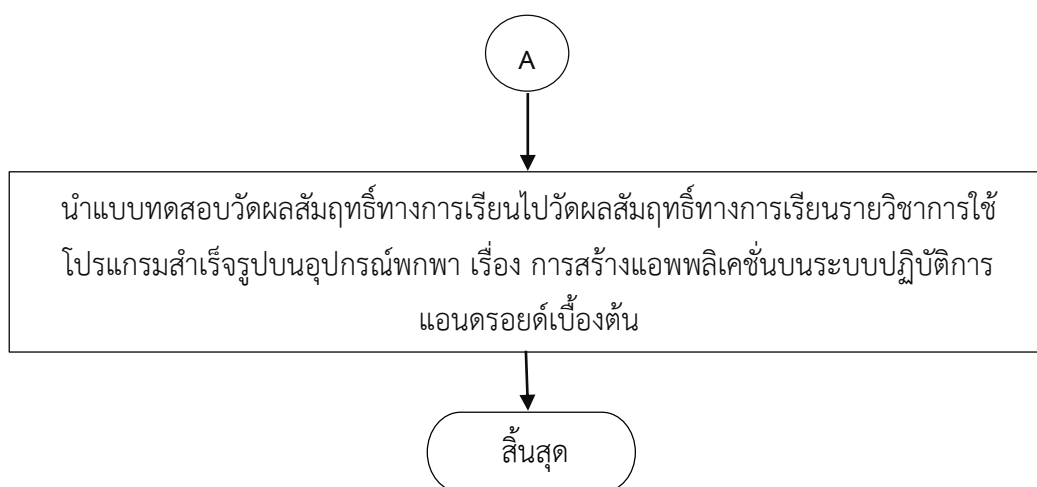 A
นำแบบทดสอบวัดผลสัมฤทธิ์ทางการเรียนไปวัดผลสัมฤทธิ์ทางการเรียนรายวิชาการใช้
โปรแกรมสำเร็จรูปบนอุปกรณ์พกพา เรื่อง การสร้างแอพพลิเคชั่นบนระบบปฏิบัติการ
แอนดรอยด์เบื้องต้น
สิ้นสุด